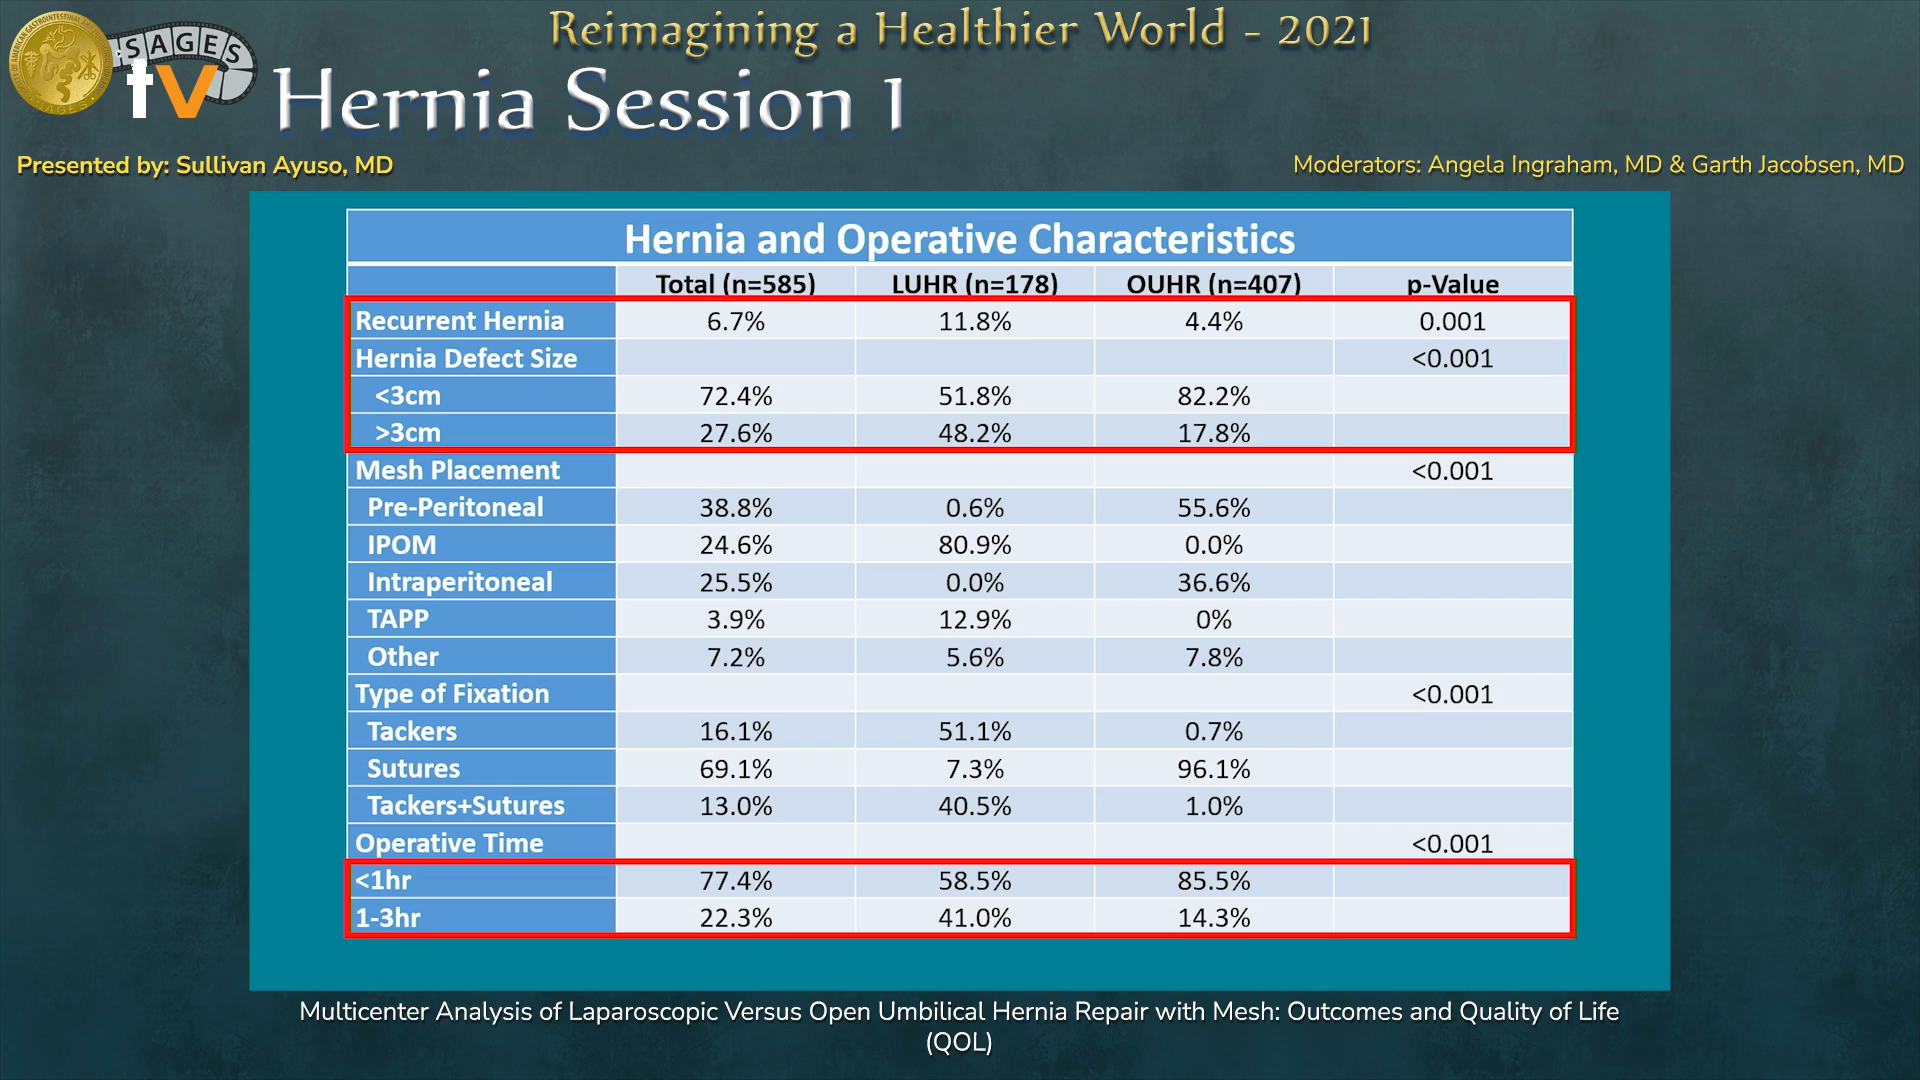 Reimagining a Healthier World - 2021
SAGES
tv
Hernia Session 1
Presented by: Sullivan Ayuso, MD
Moderators: Angela Ingraham, MD & Garth Jacobsen, MD
Hernia and Operative Characteristics
Total (n=585) LUHR (n=178) OUHR (n=407) p-Value
Recurrent Hernia 6.7% 11.8% 4.4% 0.001
Hernia Defect Size <0.001
<3cm 72.4% 51.8% 82.2%
>3cm 27.6% 48.2% 17.8%
Mesh Placement <0.001
Pre-Peritoneal 38.8% 0.6% 55.6%
IPOM 24.6% 80.9% 0.0%
Intraperitoneal 25.5% 0.0% 36.6%
TAPP 3.9% 12.9% 0%
Other 7.2% 5.6% 7.8%
Type of Fixation <0.001
Tackers 16.1% 51.1% 0.7%
Sutures 69.1% 7.3% 96.1%
Tackers+Sutures 13.0% 40.5% 1.0%
Operative Time <0.001
<1hr 77.4% 58.5% 85.5%
1-3hr 22.3% 41.0% 14.3%
Multicenter Analysis of Laparoscopic Versus Open Umbilical Hernia Repair with Mesh: Outcomes and Quality of Life
(QOL)